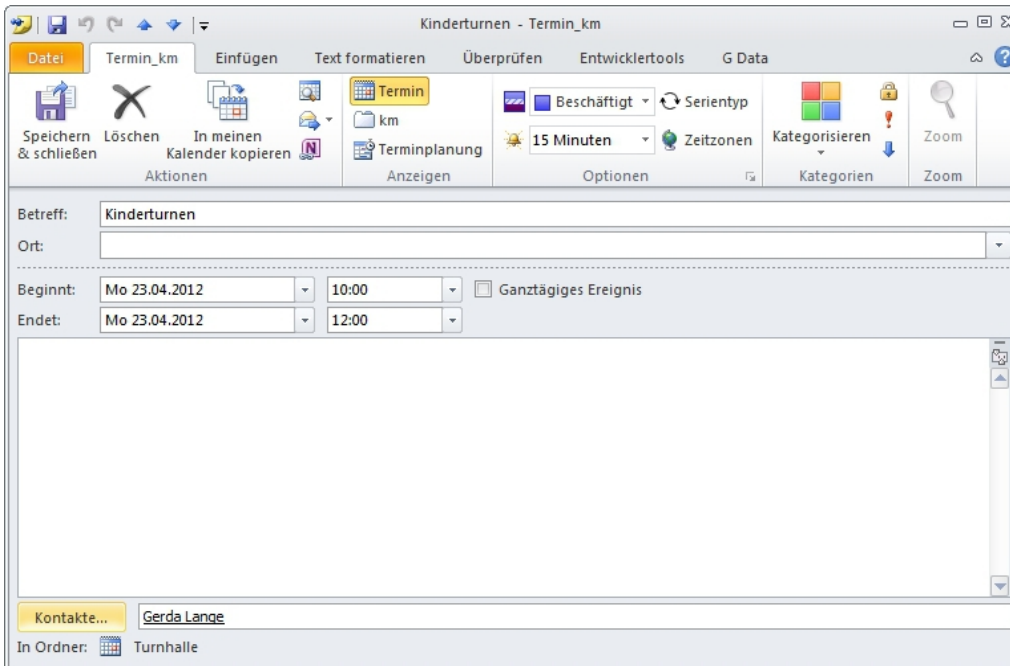 Kinderturnen - Termin_km
Datei Termin_km Einfügen Text formatieren Überprüfen Entwicklertools G Data
Speichern & schließen
Löschen
In meinen Kalender kopieren
Aktionen
Termin
km
Terminplanung
Anzeigen
Beschäftigt
Serientyp
15 Minuten
Zeitzonen
Optionen
Kategorisieren
Kategorien
Zoom
Zoom
Betreff: Kinderturnen
Ort:
Beginnt: Mo 23.04.2012 10:00 Ganztägiges Ereignis
Endet: Mo 23.04.2012 12:00
Kontakte... Gerda Lange
In Ordner: Turnhalle